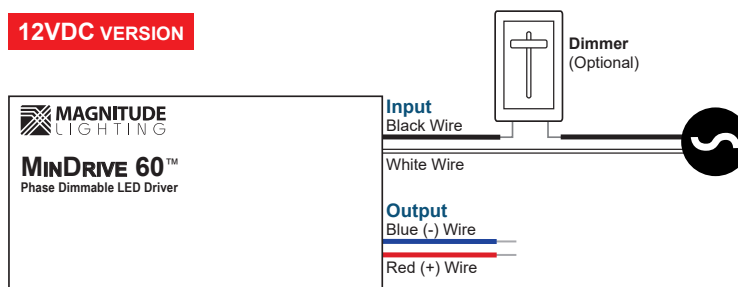 12VDC VERSION
Dimmer
(Optional)
MAGNITUDE
LIGHTING
MINDRIVE 60™
Phase Dimmable LED Driver
Input
Black Wire
White Wire
Output
Blue (-) Wire
Red (+) Wire